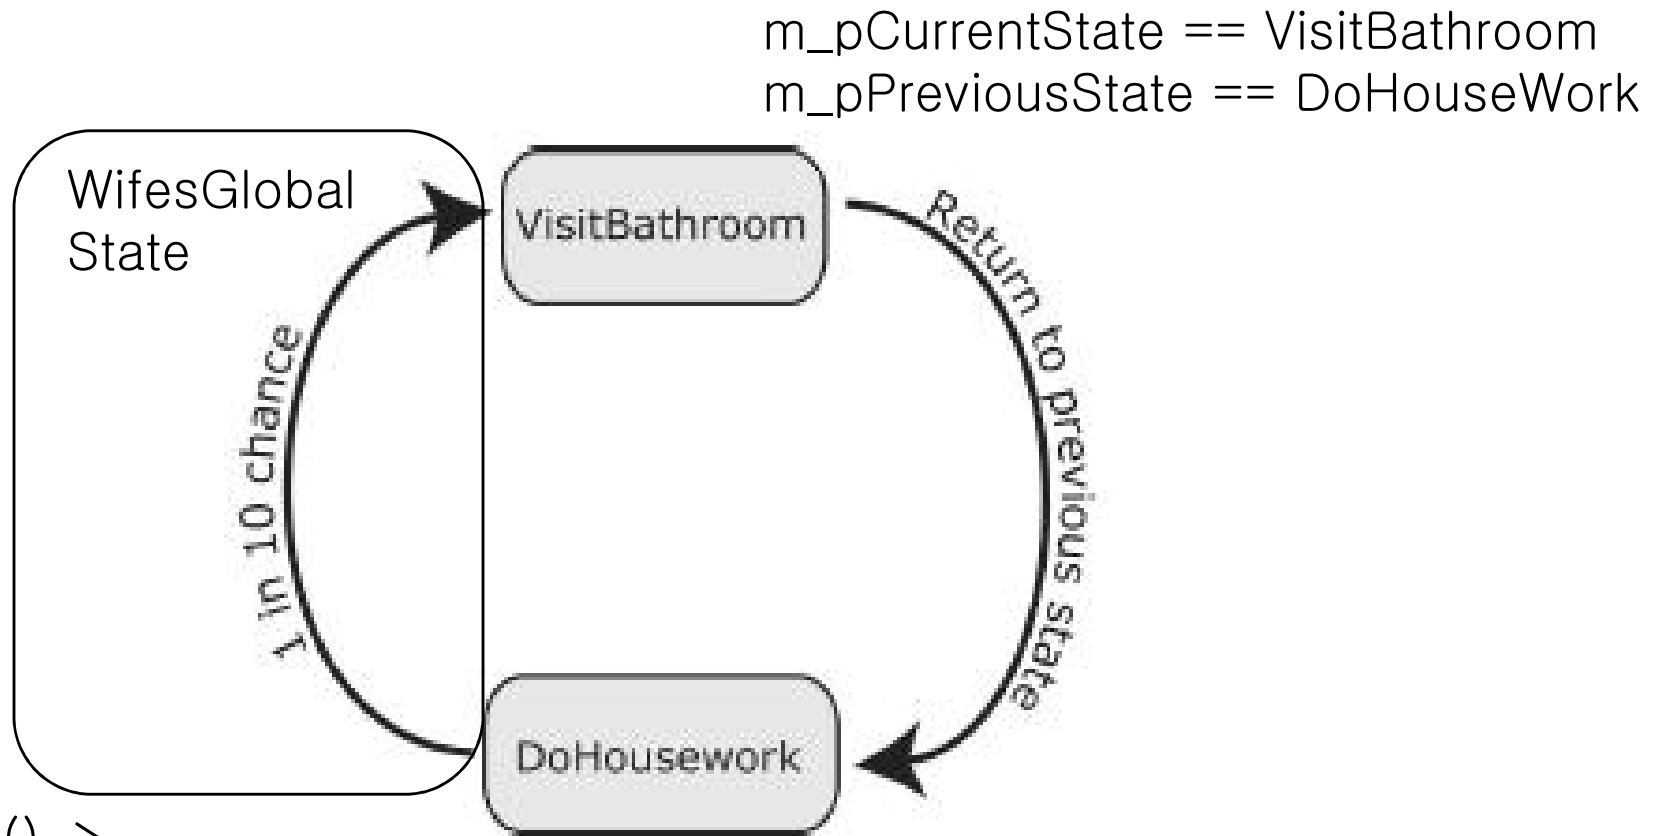 m_pCurrentState == VisitBathroom
m_pPreviousState == DoHouseWork
WifesGlobal
State
VisitBathroom
Return to previous state
1 in 10 chance
DoHousework
() >